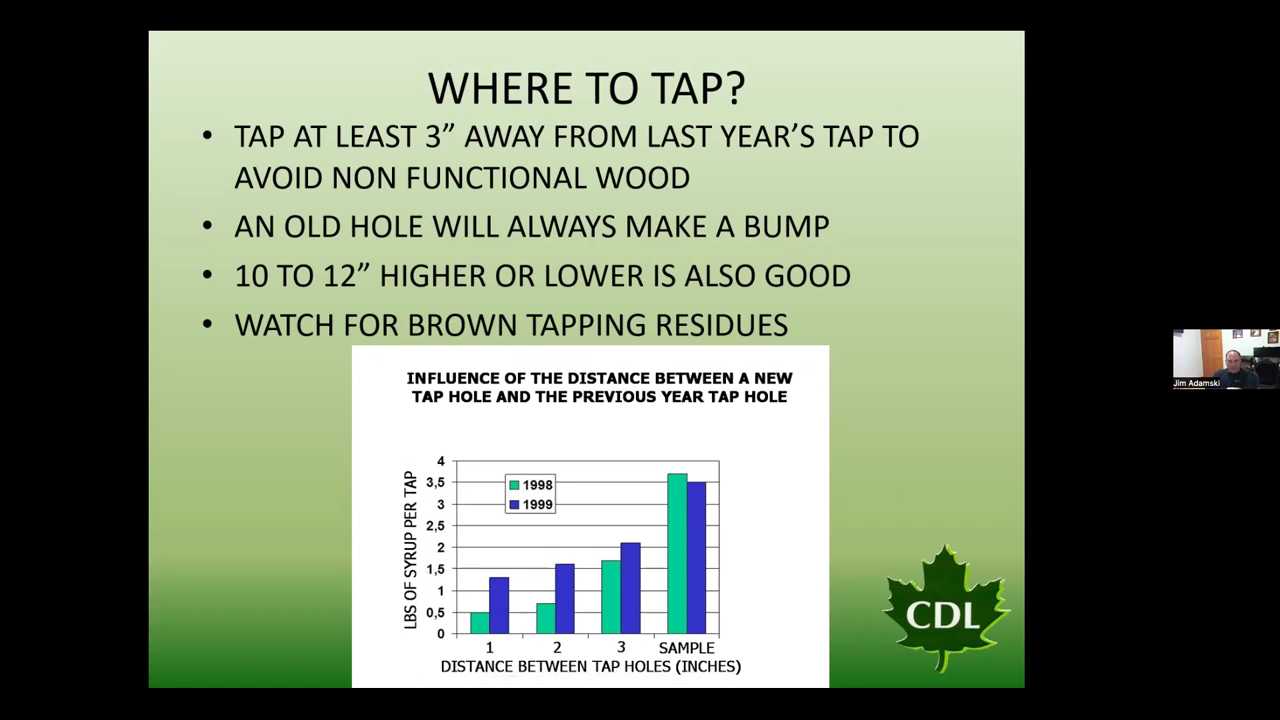 WHERE TO TAP?
• TAP AT LEAST 3” AWAY FROM LAST YEAR’S TAP TO
AVOID NON FUNCTIONAL WOOD
• AN OLD HOLE WILL ALWAYS MAKE A BUMP
• 10 TO 12” HIGHER OR LOWER IS ALSO GOOD
• WATCH FOR BROWN TAPPING RESIDUES
INFLUENCE OF THE DISTANCE BETWEEN A NEW
TAP HOLE AND THE PREVIOUS YEAR TAP HOLE
LBS OF SYRUP PER TAP
4
3,5
3
2,5
2
1,5
1
0,5
0
1998
1999
1 2 3 SAMPLE
DISTANCE BETWEEN TAP HOLES (INCHES)
CDL
Jim Adamski